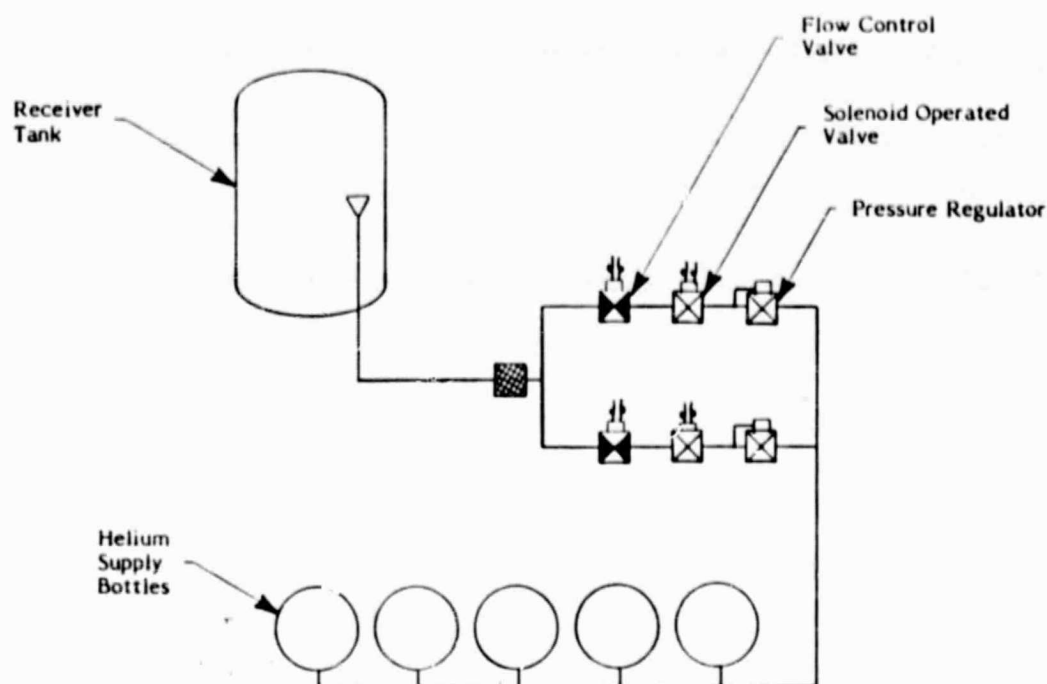 Flow Control
Valve
Receiver
Tank
Solenoid Operated
Valve
Pressure Regulator
Helium
Supply
Bottles